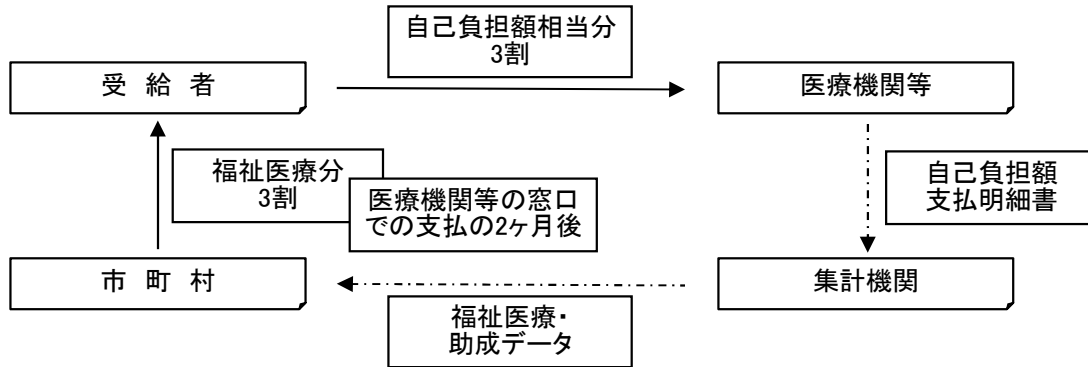 自己負担額相当分
3割
受 給 者
医療機関等
福祉医療分
3割
医療機関等の窓口
での支払の2ヶ月後
自己負担額
支払明細書
市 町 村
集計機関
福祉医療・
助成データ